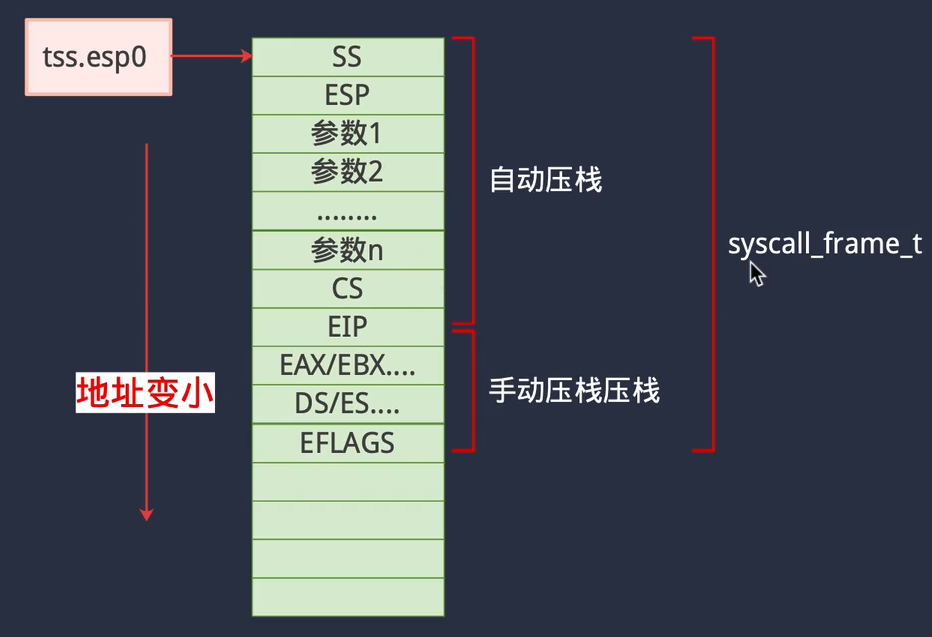 tss.esp0
SS
ESP
参数1
参数2
........
参数n
CS
EIP
EAX/EBX....
DS/ES....
EFLAGS
自动压栈
手动压栈压栈
syscall_frame_t
地址变小